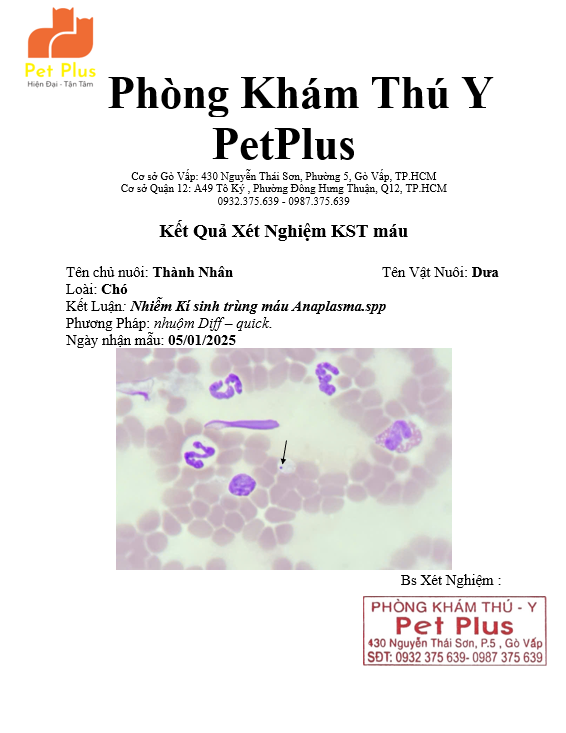 Pet Plus
Hiện Đại - Tận Tâm
Phòng Khám Thú Y
PetPlus
Cơ sở Gò Vấp: 430 Nguyễn Thái Sơn, Phường 5, Gò Vấp, TP.HCM
Cơ sở Quận 12: A49 Tô Ký , Phường Đông Hưng Thuận, Q12, TP.HCM
0932.375.639 - 0987.375.639
Kết Quả Xét Nghiệm KST máu
Tên chủ nuôi: Thành Nhân Tên Vật Nuôi: Dưa
Loài: Chó
Kết Luận: Nhiễm Kí sinh trùng máu Anaplasma.spp
Phương Pháp: nhuộm Diff – quick.
Ngày nhận mẫu: 05/01/2025
Bs Xét Nghiệm :
PHÒNG KHÁM THÚ - Y
Pet Plus
430 Nguyễn Thái Sơn, P.5 , Gò Vấp
SĐT: 0932 375 639- 0987 375 639